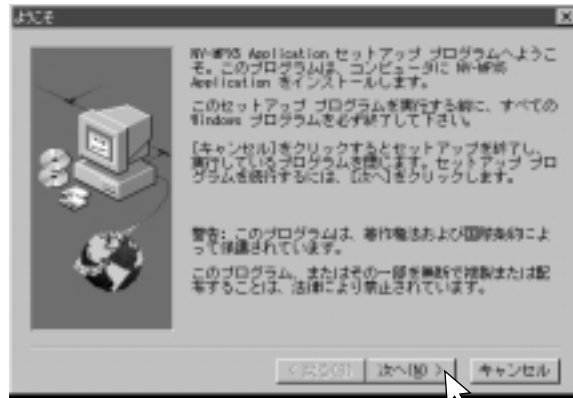 ようこそ
Application セットアップ プログラムへようこ
そ。このプログラムは、コンピュータに
Application をインストールします。
このセットアップ プログラムを実行する前に、すべての
Windows プログラムを必ず終了して下さい。
[キャンセル]をクリックするとセットアップを終了し、
実行しているプログラムを閉じます。セットアップ プロ
グラムを続行するには、[次へ]をクリックします。
警告: このプログラムは、著作権法および国際条約によ
って保護されています。
このプログラム、またはその一部を無断で複製または配
布することは、法律により禁止されています。
< 戻る(B) 次へ(N) > キャンセル